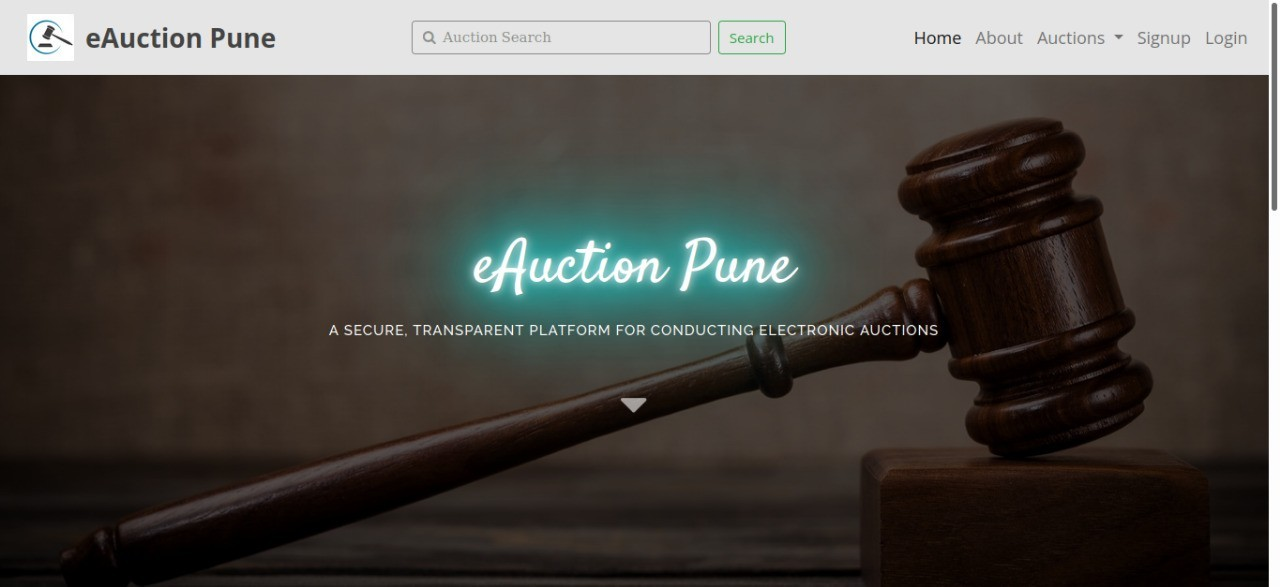 eAuction Pune
Auction Search
Search
Home About Auctions Signup Login
eAuction Pune
A SECURE, TRANSPARENT PLATFORM FOR CONDUCTING ELECTRONIC AUCTIONS